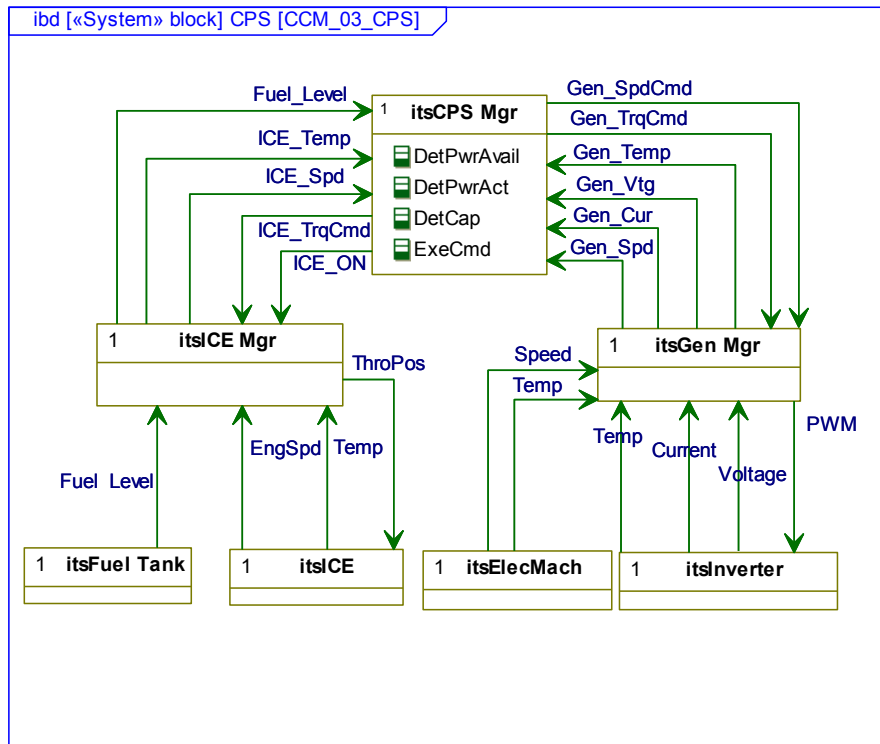 ibd [«System» block] CPS [CCM_03_CPS]
Fuel_Level
ICE_Temp
ICE_Spd
ICE_TrqCmd
ICE_ON
1 itsCPS Mgr
DetPwrAvail
DetPwrAct
DetCap
ExeCmd
Gen_SpdCmd
Gen_TrqCmd
Gen_Temp
Gen_Vtg
Gen_Cur
Gen_Spd
1 itsICE Mgr
ThroPos
1 itsGen Mgr
Speed
Temp
Fuel_Level
EngSpd
Temp
Temp
Current
Voltage
PWM
1 itsFuel Tank
1 itsICE
1 itsElecMach
1 itsInverter